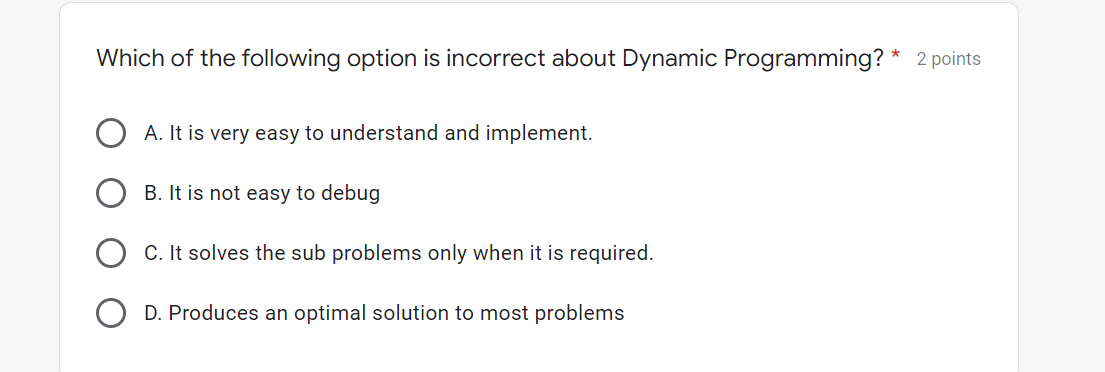 Which of the following option is incorrect about Dynamic Programming? * 2 points
A. It is very easy to understand and implement.
B. It is not easy to debug
C. It solves the sub problems only when it is required.
D. Produces an optimal solution to most problems